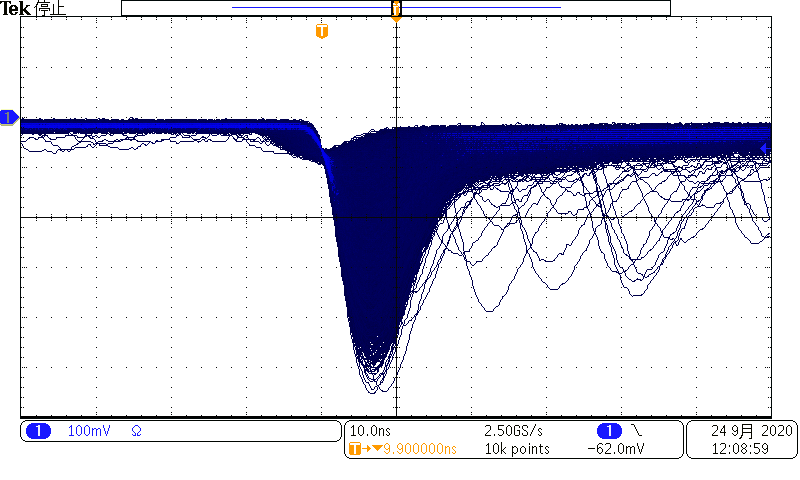 Tek 停止
T
T
1
1 100mV Ω
10.0ns 2.50GS/s 1 \ 24 9月 2020
T→▼9.900000ns 10k points -62.0mV 12:08:59